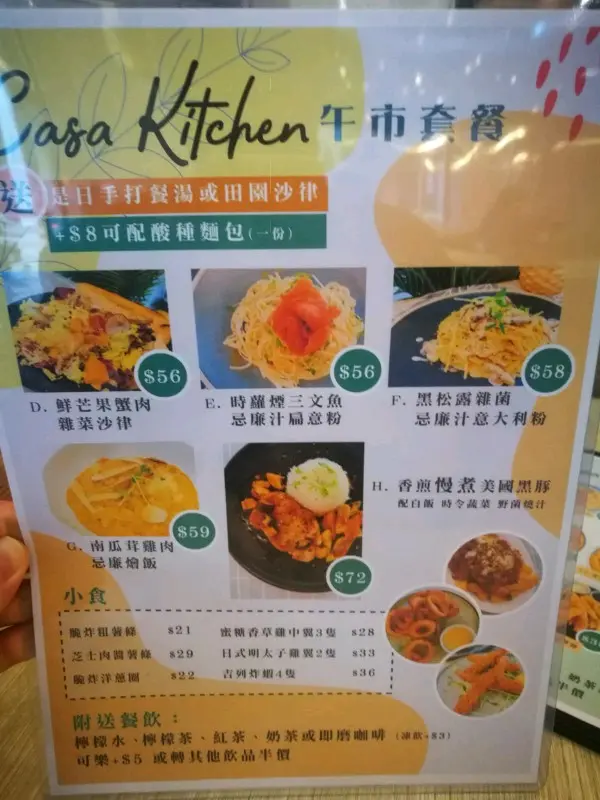 Casa Kitchen 午市套餐
送 是日手打餐湯或田園沙律
+$8可配酸種麵包(一份)
$56
$56
$58
D. 鮮芒果蟹肉
雜菜沙律
E. 時蘿煙三文魚
忌廉汁扁意粉
F. 黑松露雜菌
忌廉汁意大利粉
$59
G. 南瓜茸雞肉
忌廉燴飯
$72
H. 香煎慢煮美國黑豚
配白飯 時令蔬菜 野菌燒汁
小食
脆炸粗薯條 $21
蜜糖香草雞中翼3隻 $28
芝士肉醬薯條 $29
日式明太子雞翼2隻 $33
脆炸洋蔥圈 $22
吉列炸蝦4隻 $36
附送餐飲：
檸檬水、檸檬茶、紅茶、奶茶或即磨咖啡 (凍飲+$3)
可樂+$5 或轉其他飲品半價
奶茶
半價